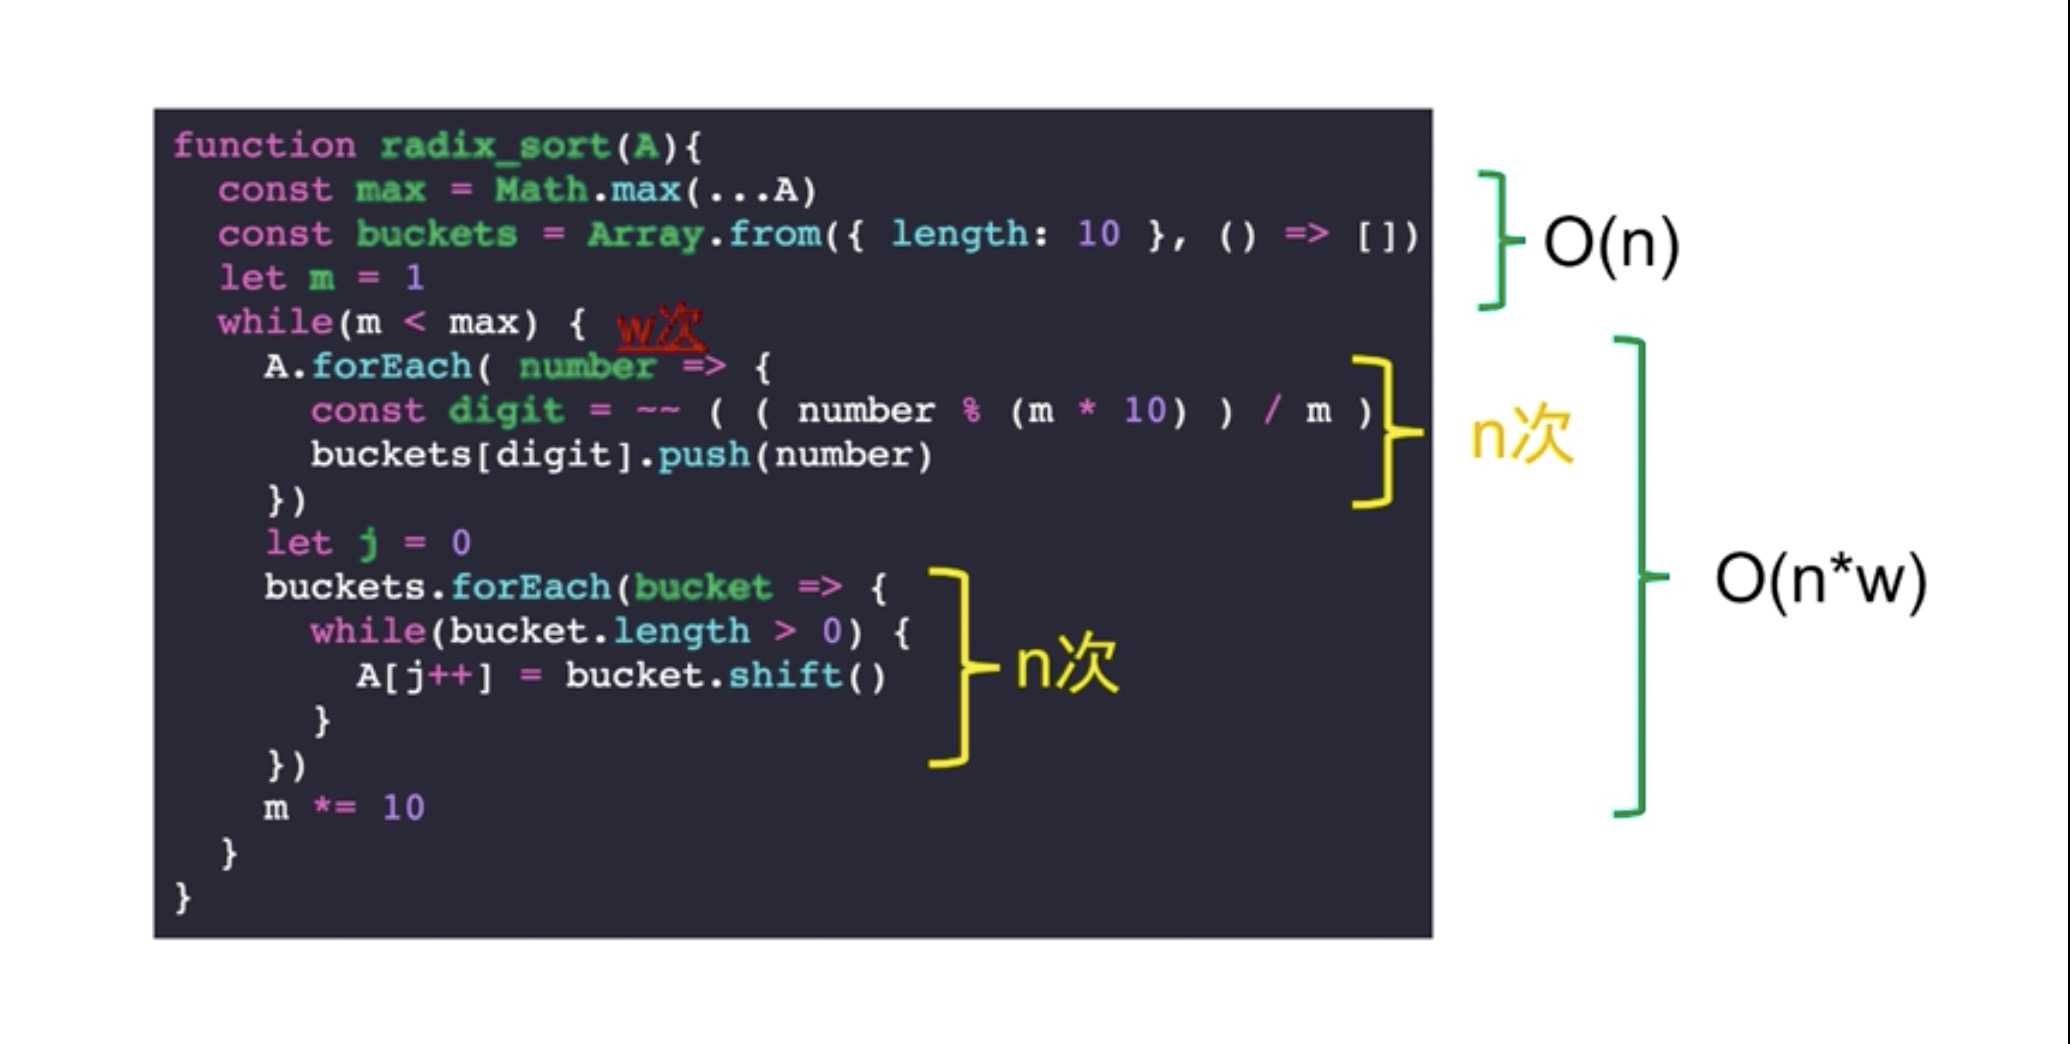 function radix_sort(A){
const max = Math.max(...A)
const buckets = Array.from({ length: 10 }, () => [])
O(n)
let m = 1
while(m < max) { w次
A.forEach( number => {
const digit = ~~ ( ( number % (m * 10) ) / m )
n次
buckets[digit].push(number)
})
let j = 0
buckets.forEach(bucket => {
O(n*w)
while(bucket.length > 0) {
A[j++] = bucket.shift()
n次
}
})
m *= 10
}
}